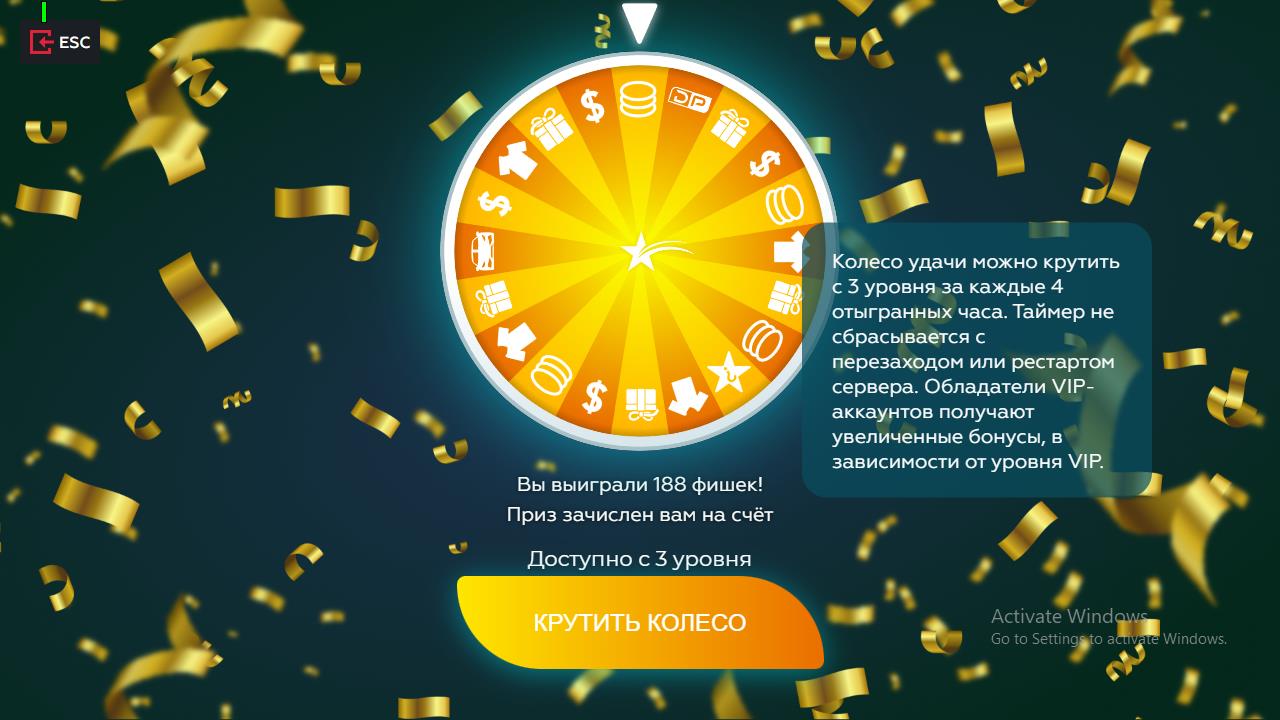 ESC
DP
Колесо удачи можно крутить
с 3 уровня за каждые 4
отыгранных часа. Таймер не
сбрасывается с
перезаходом или рестартом
сервера. Обладатели VIP-
аккаунтов получают
увеличенные бонусы, в
зависимости от уровня VIP.
Вы выиграли 188 фишек!
Приз зачислен вам на счёт
Доступно с 3 уровня
КРУТИТЬ КОЛЕСО
Activate Windows
Go to Settings to activate Windows.